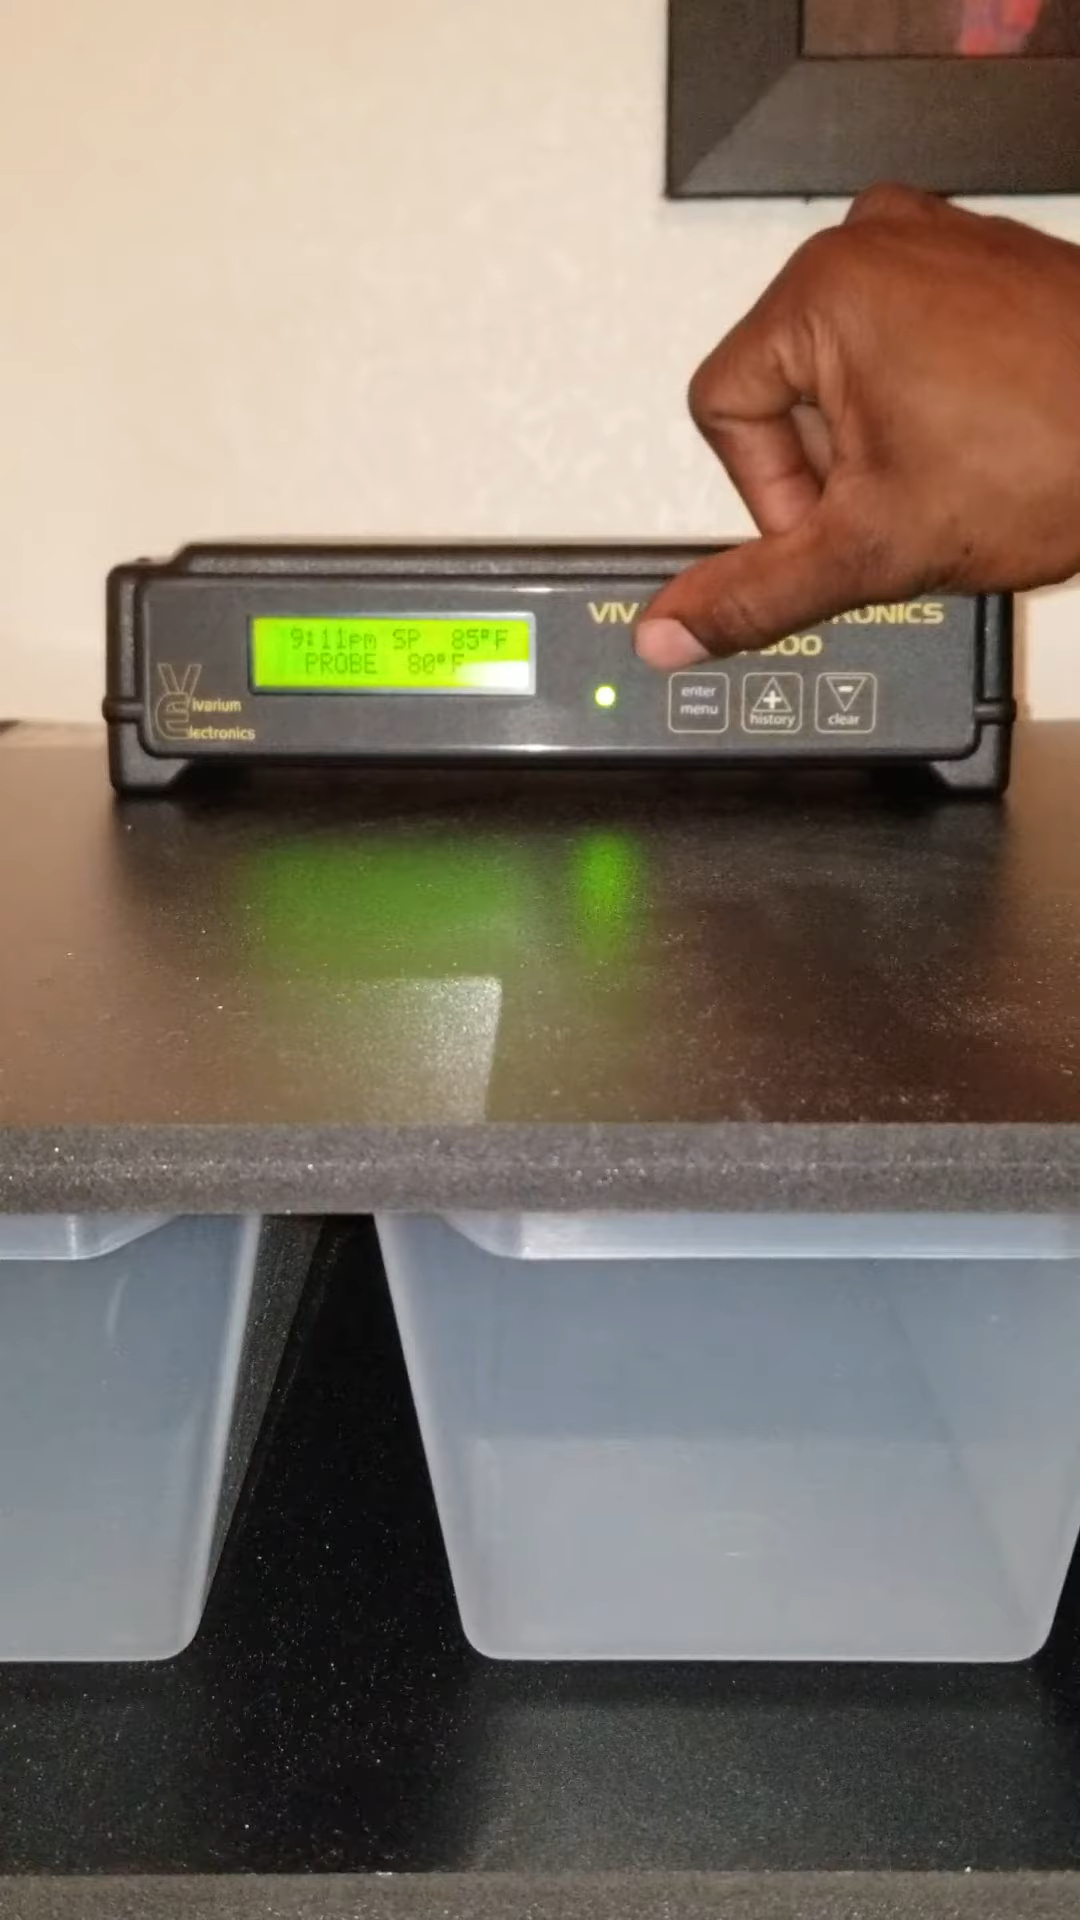 9:11pm SP 85°F
PROBE 80°F
Vivarium
Electronics
VIV RONICS
300
enter
menu
+
history
-
clear